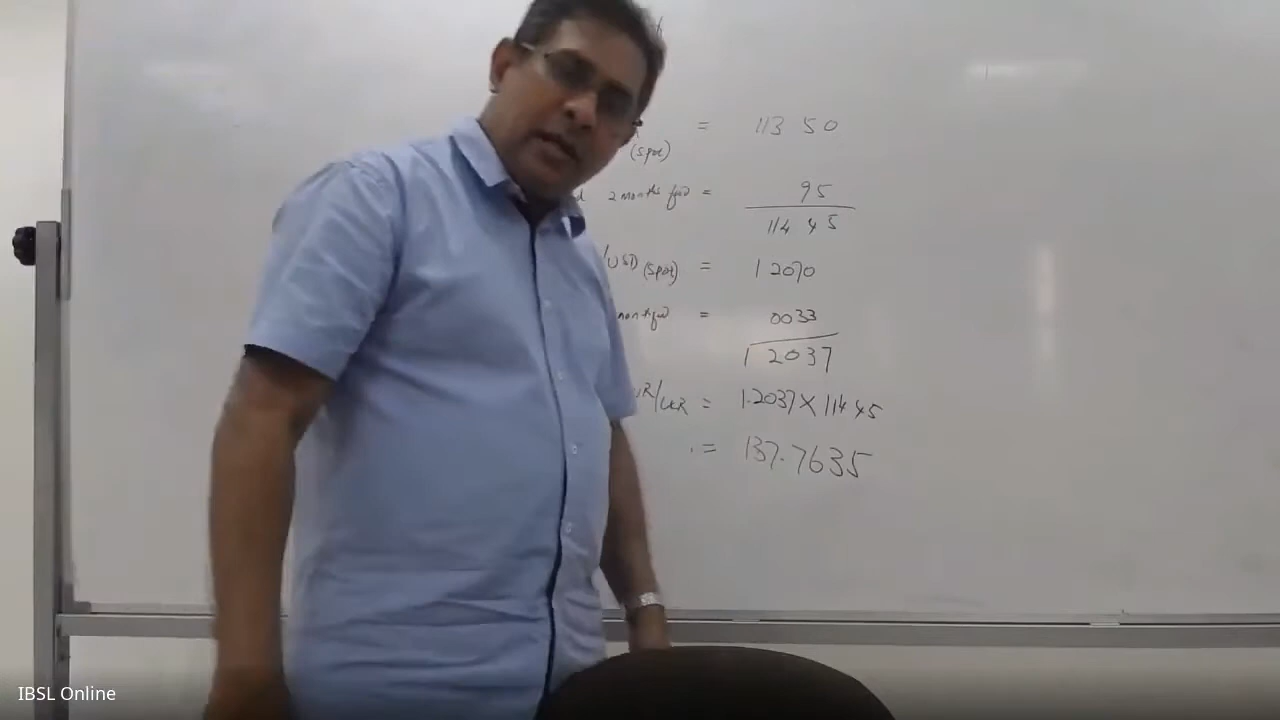 = 113 50
(spot)
2 months fwd = 95
114 45
/USD (spot) = 1 2070
= 0033
1 2037
UR/LKR = 1.2037 X 114 45
= 137.7635
IBSL Online